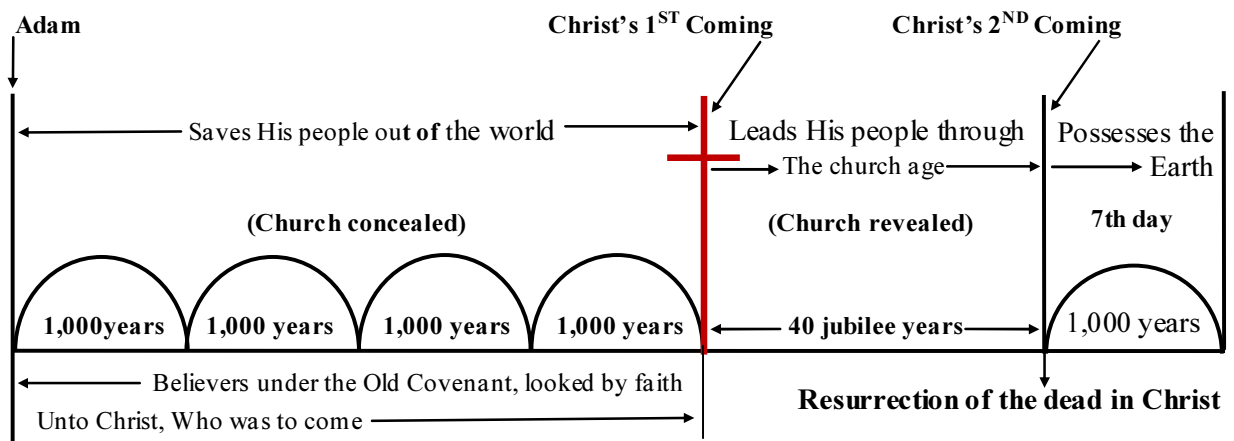 Adam
Christ's 1ST Coming
Christ's 2ND Coming
Saves His people out of the world
Leads His people through
The church age
Possesses the
Earth
(Church concealed)
(Church revealed)
7th day
1,000years
1,000 years
1,000 years
1,000 years
40 jubilee years
1,000 years
Believers under the Old Covenant, looked by faith
Unto Christ, Who was to come
Resurrection of the dead in Christ